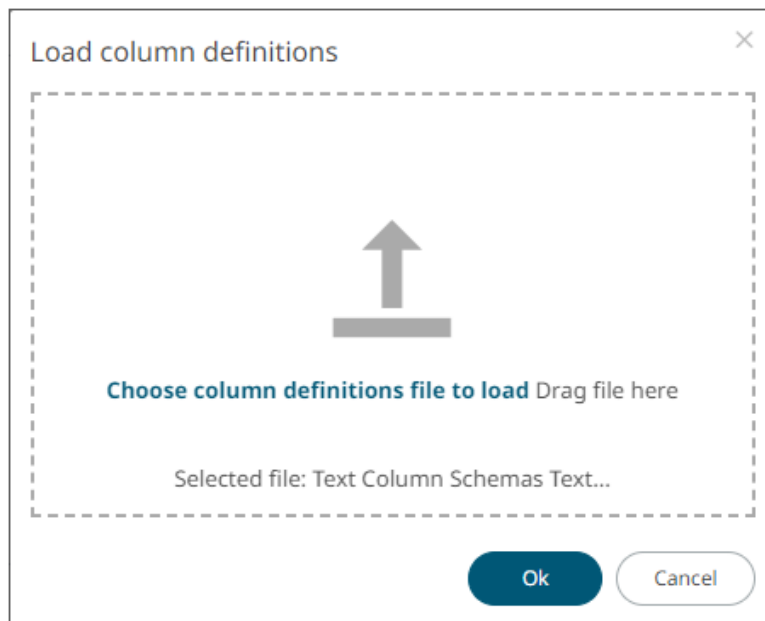 Load column definitions
Choose column definitions file to load Drag file here
Selected file: Text Column Schemas Text...
Ok
Cancel